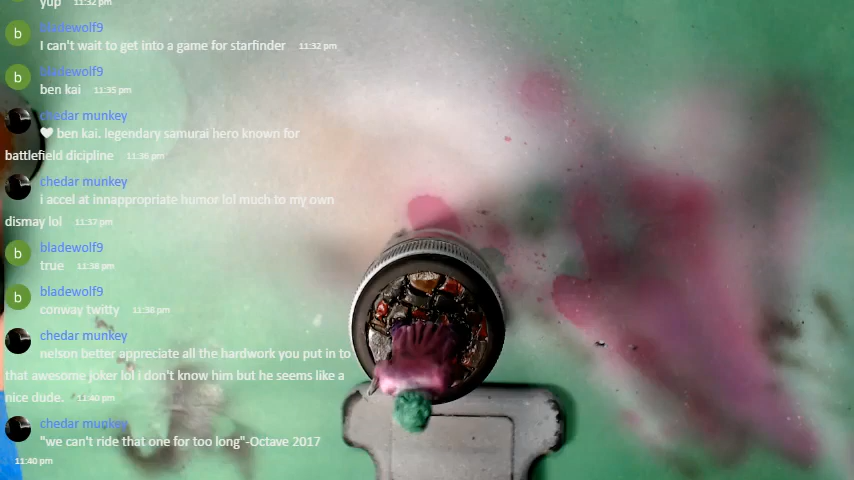 yup 11:32 pm
bladewolf9
b
I can't wait to get into a game for starfinder 11:32 pm
bladewolf9
b
ben kai 11:35 pm
chedar munkey
ben kai. legendary samurai hero known for
battlefield dicipline 11:36 pm
chedar munkey
i accel at innappropriate humor lol much to my own
dismay lol 11:37 pm
bladewolf9
b
true 11:38 pm
bladewolf9
b
conway twitty 11:38 pm
chedar munkey
nelson better appreciate all the hardwork you put in to
that awesome joker lol i don't know him but he seems like a
nice dude. 11:40 pm
chedar munkey
"we can't ride that one for too long"-Octave 2017
11:40 pm